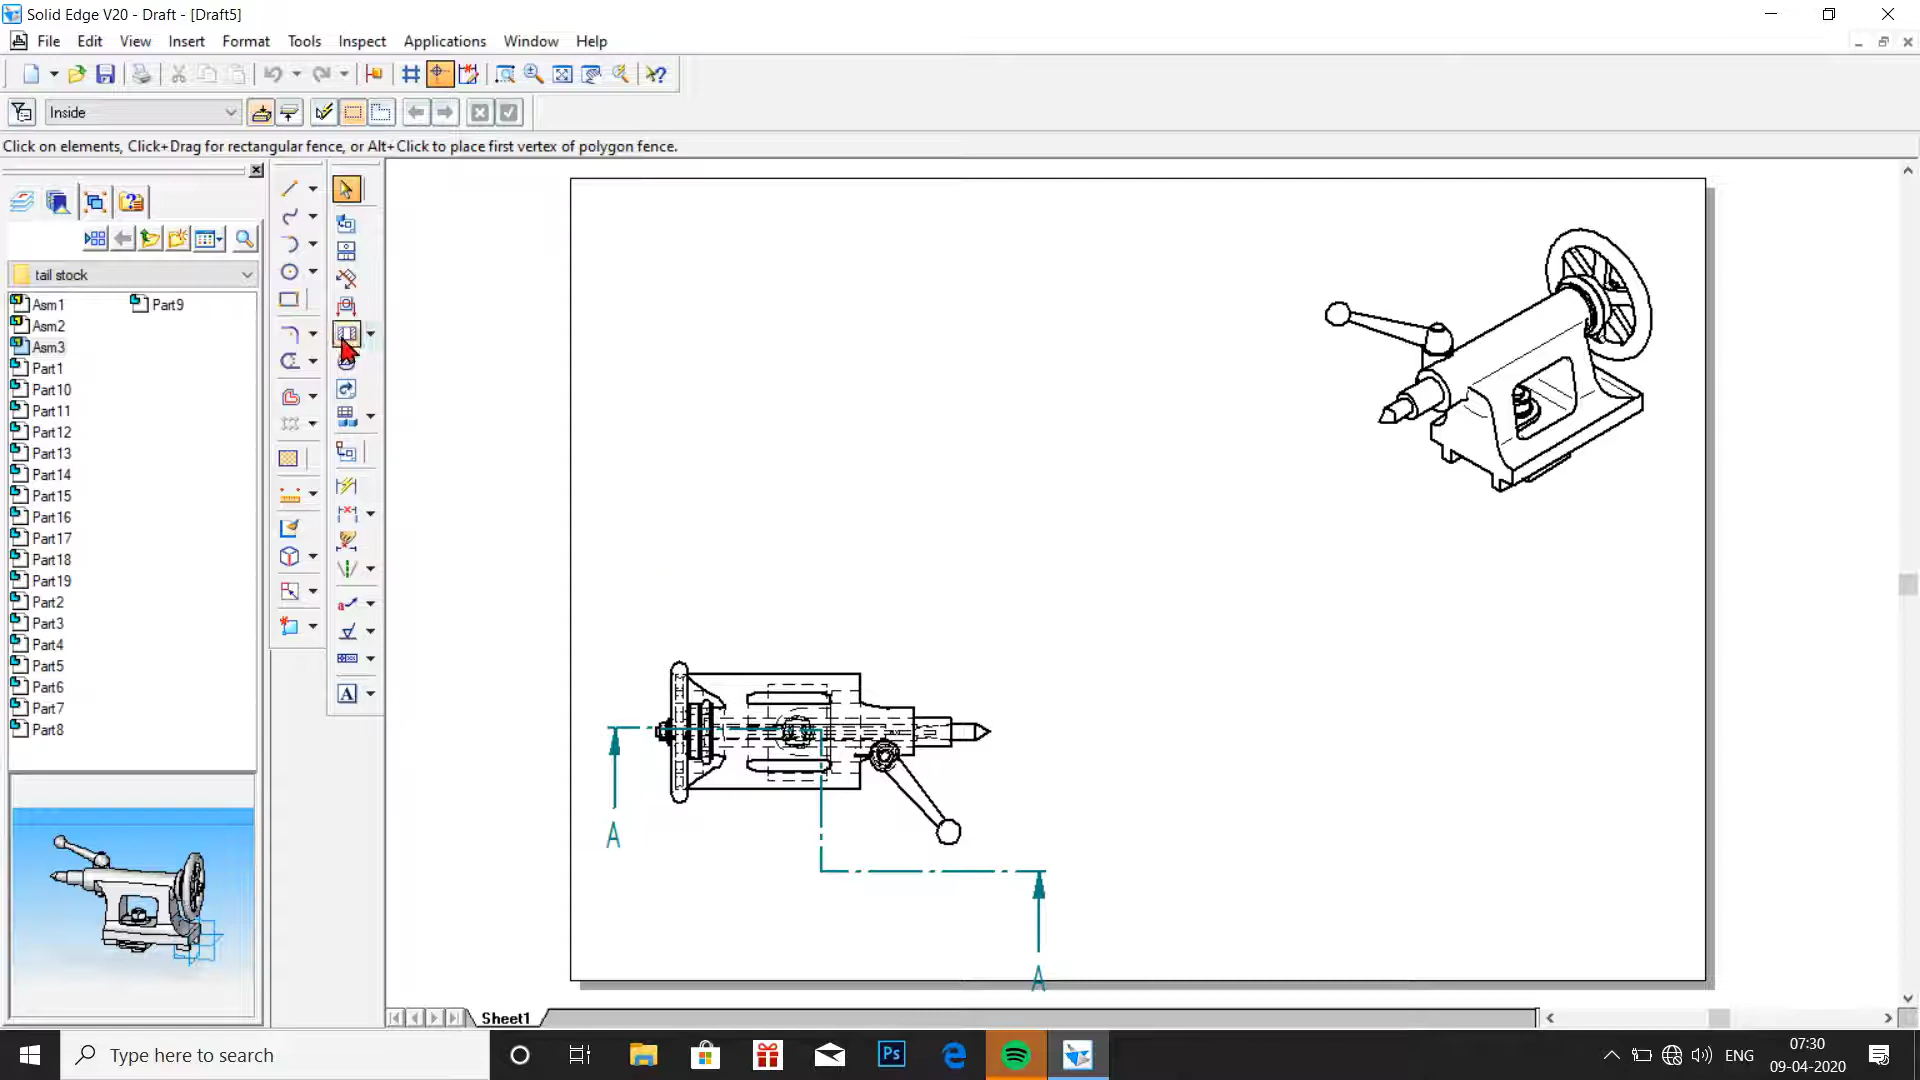 Solid Edge V20 - Draft - [Draft5]
File Edit View Insert Format Tools Inspect Applications Window Help
Inside
Click on elements, Click+Drag for rectangular fence, or Alt+Click to place first vertex of polygon fence.
tail stock
Asm1 Part9
Asm2
Asm3
Part1
Part10
Part11
Part12
Part13
Part14
Part15
Part16
Part17
Part18
Part19
Part2
Part3
Part4
Part5
Part6
Part7
Part8
A
A
A
Sheet1
Type here to search
Ps
ENG
07:30
09-04-2020